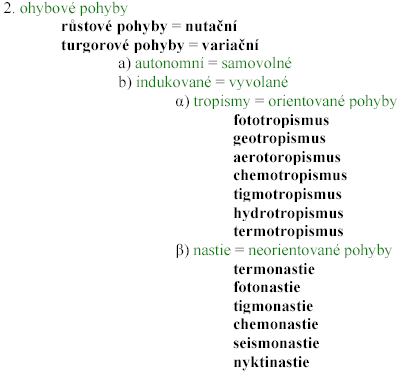 2. ohybové pohyby
růstové pohyby = nutační
turgorové pohyby = variační
a) autonomní = samovolné
b) indukované = vyvolané
α) tropismy = orientované pohyby
fototropismus
geotropismus
aerotoropismus
chemotropismus
tigmotropismus
hydrotropismus
termotropismus
β) nastie = neorientované pohyby
termonastie
fotonastie
tigmonastie
chemonastie
seismonastie
nyktinastie